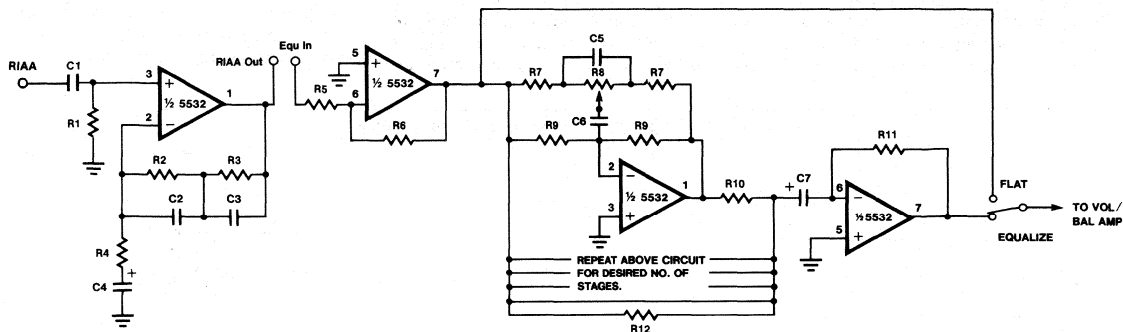 RIAA
C1
R1
3
+
½ 5532
2
−
1
R2
R3
C2
C3
R4
+
C4
RIAA Out
Equ In
R5
5
+
½ 5532
6
−
7
R6
C5
R7
R8
R7
C6
R9
R9
2
−
½ 5532
3
+
1
R10
REPEAT ABOVE CIRCUIT
FOR DESIRED NO. OF
STAGES.
R12
+
C7
R11
6
−
½5532
5
+
7
FLAT
EQUALIZE
TO VOL/
BAL AMP